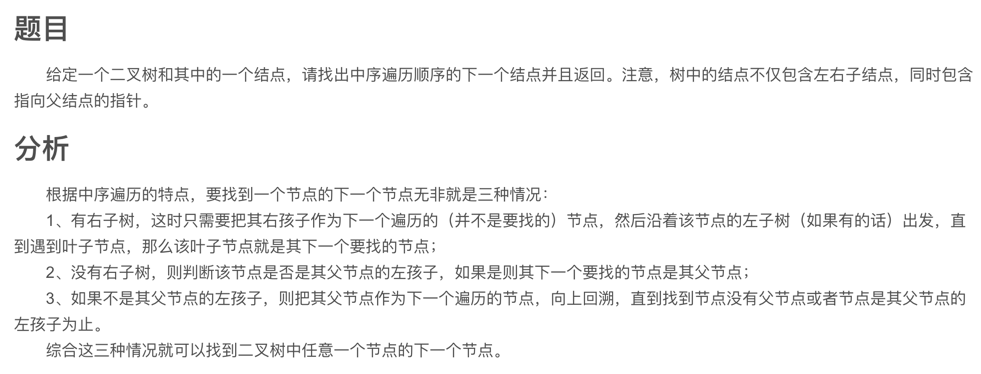 题目
给定一个二叉树和其中的一个结点，请找出中序遍历顺序的下一个结点并且返回。注意，树中的结点不仅包含左右子结点，同时包含
指向父结点的指针。
分析
根据中序遍历的特点，要找到一个节点的下一个节点无非就是三种情况：
1、有右子树，这时只需要把其右孩子作为下一个遍历的（并不是要找的）节点，然后沿着该节点的左子树（如果有的话）出发，直
到遇到叶子节点，那么该叶子节点就是其下一个要找的节点；
2、没有右子树，则判断该节点是否是其父节点的左孩子，如果是则其下一个要找的节点是其父节点；
3、如果不是其父节点的左孩子，则把其父节点作为下一个遍历的节点，向上回溯，直到找到节点没有父节点或者节点是其父节点的
左孩子为止。
综合这三种情况就可以找到二叉树中任意一个节点的下一个节点。